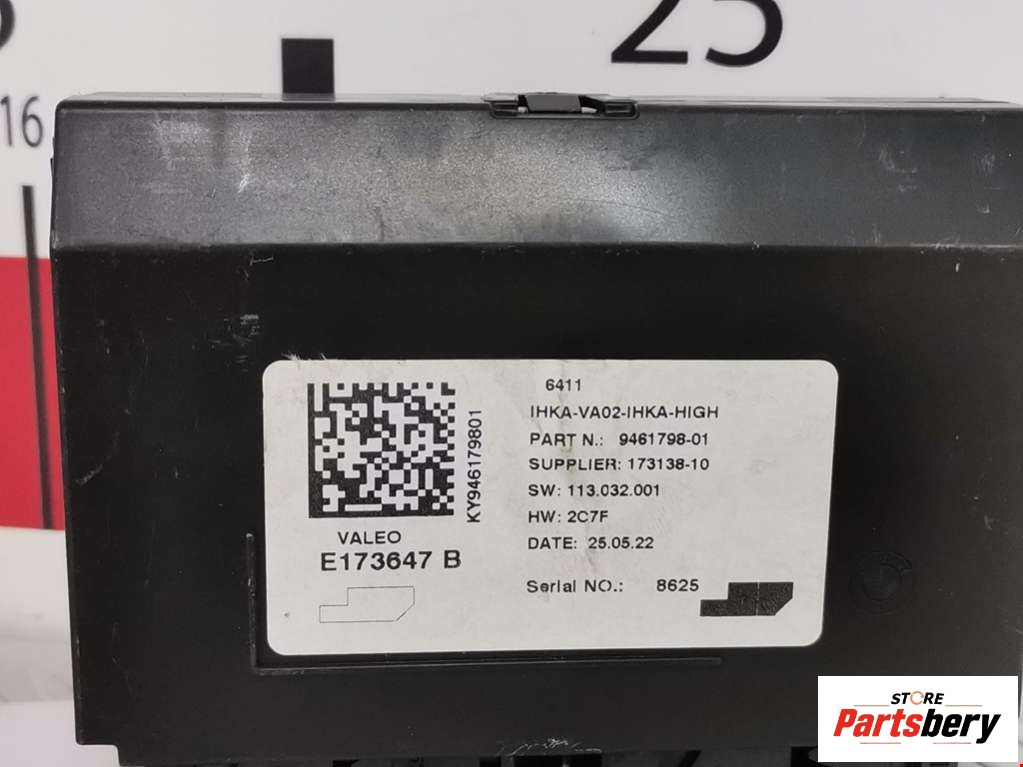 25
16
6411
IHKA-VA02-IHKA-HIGH
PART N.: 9461798-01
SUPPLIER: 173138-10
SW: 113.032.001
HW: 2C7F
DATE: 25.05.22
Serial NO.: 8625
KY946179801
VALEO
E173647 B
STORE
Partsbery